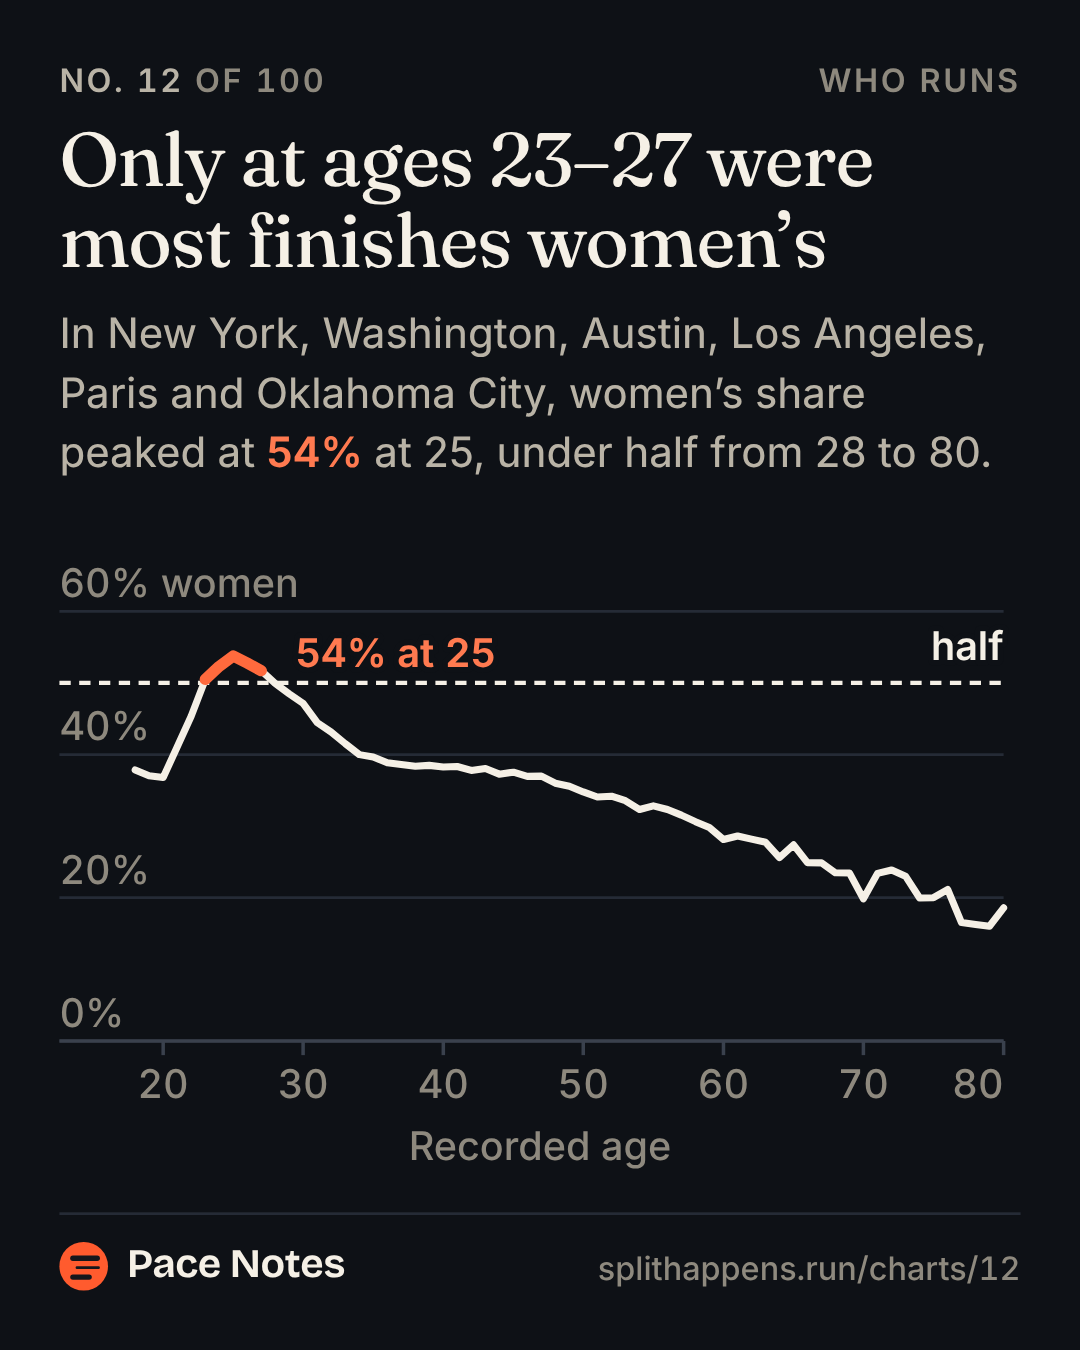 NO. 12 OF 100
WHO RUNS
Only at ages 23–27 were
most finishes women’s
In New York, Washington, Austin, Los Angeles,
Paris and Oklahoma City, women’s share
peaked at 54% at 25, under half from 28 to 80.
60% women
54% at 25
half
40%
20%
0%
20 30 40 50 60 70 80
Recorded age
Pace Notes
splithappens.run/charts/12